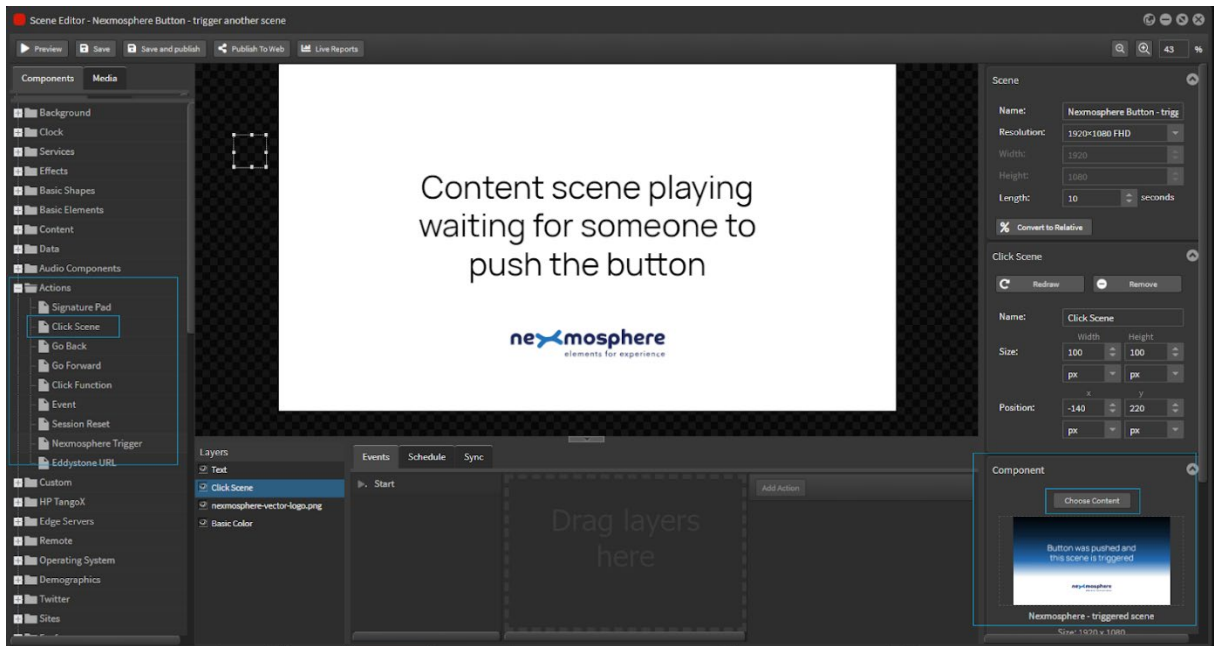 Scene Editor - Nexmosphere Button - trigger another scene
Preview
Save
Save and publish
Publish To Web
Live Reports
43
%
Components
Media
Background
Clock
Services
Effects
Basic Shapes
Basic Elements
Content
Data
Audio Components
Actions
Signature Pad
Click Scene
Go Back
Go Forward
Click Function
Event
Session Reset
Nexmosphere Trigger
Eddystone URL
Custom
HP TangoX
Edge Servers
Remote
Operating System
Demographics
Twitter
Sites
Content scene playing
waiting for someone to
push the button
nexmosphere
elements for experience
Layers
Text
Click Scene
nexmosphere-vector-logo.png
Basic Color
Events
Schedule
Sync
Start
Drag layers
here
Add Action
Scene
Name:
Nexmosphere Button - trigg
Resolution:
1920×1080 FHD
Width:
1920
Height:
1080
Length:
10
seconds
Convert to Relative
Click Scene
Redraw
Remove
Name:
Click Scene
Width
Height
Size:
100
100
px
px
x
y
Position:
-140
220
px
px
Component
Choose Content
Button was pushed and
this scene is triggered
nexmosphere
Nexmosphere - triggered scene
Size: 1920 x 1080